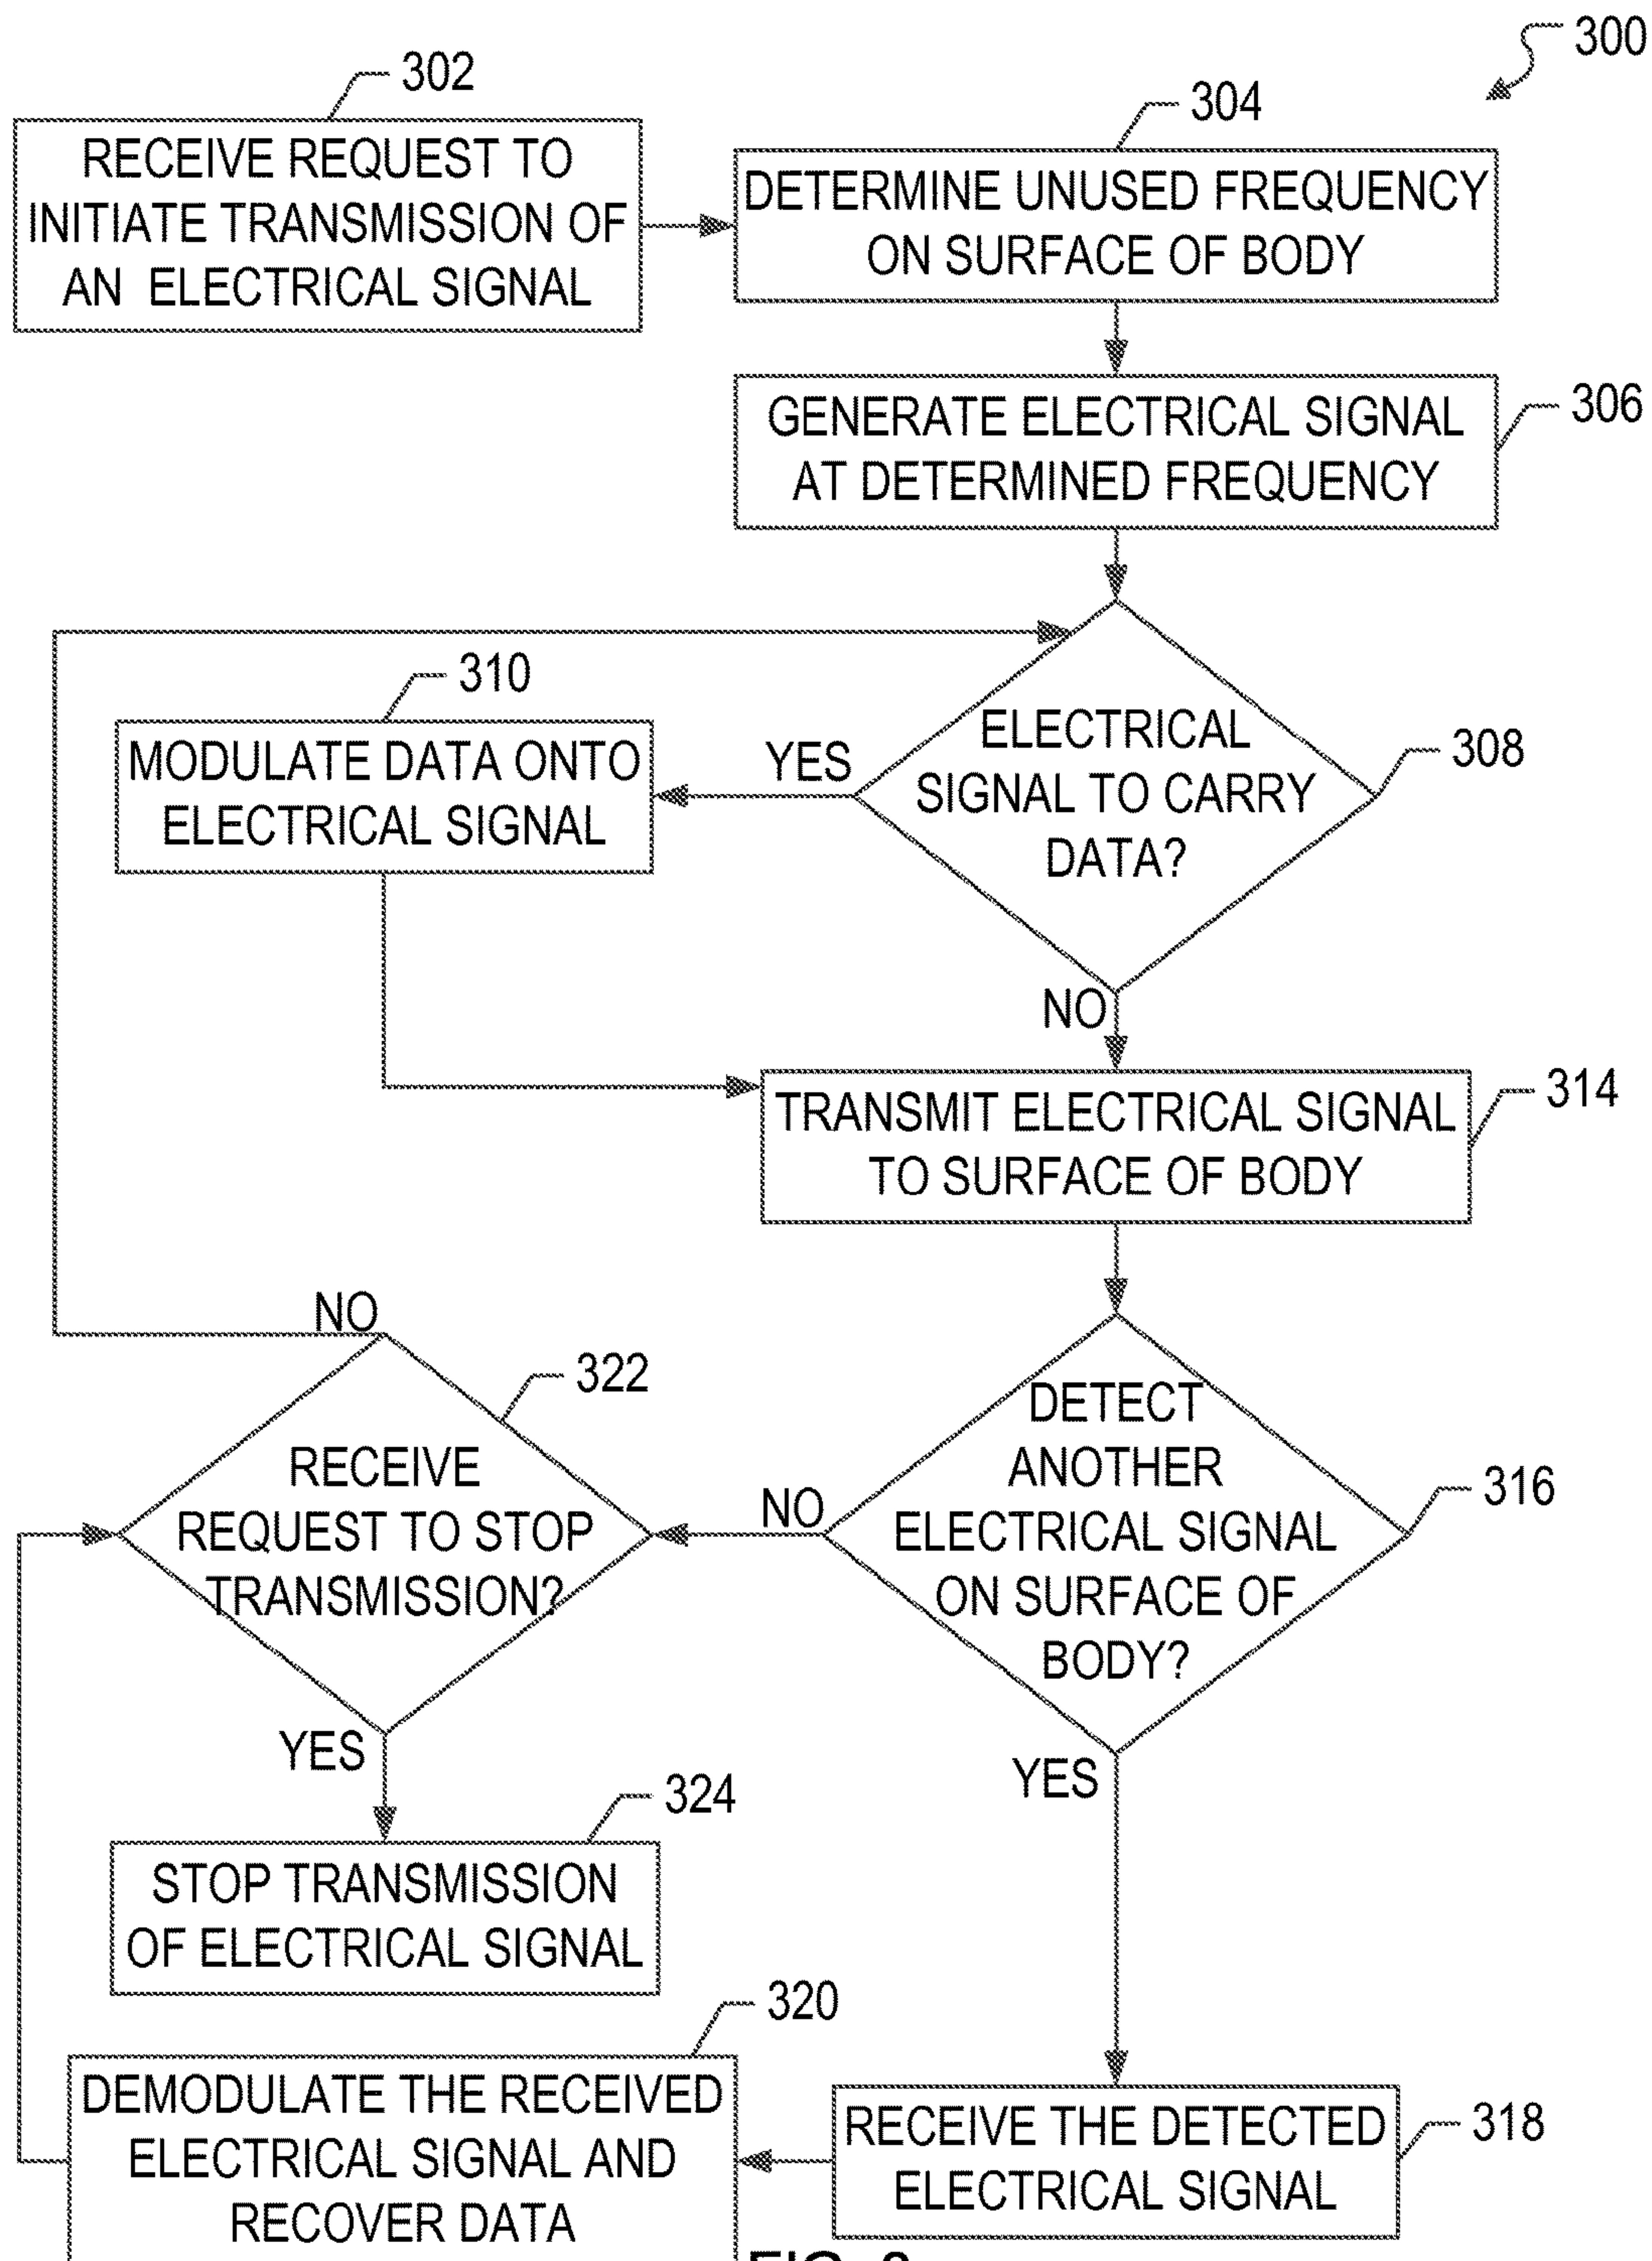 300
302
RECEIVE REQUEST TO
INITIATE TRANSMISSION OF
AN ELECTRICAL SIGNAL
304
DETERMINE UNUSED FREQUENCY
ON SURFACE OF BODY
306
GENERATE ELECTRICAL SIGNAL
AT DETERMINED FREQUENCY
308
ELECTRICAL
SIGNAL TO CARRY
DATA?
YES
310
MODULATE DATA ONTO
ELECTRICAL SIGNAL
NO
314
TRANSMIT ELECTRICAL SIGNAL
TO SURFACE OF BODY
316
DETECT
ANOTHER
ELECTRICAL SIGNAL
ON SURFACE OF
BODY?
NO
322
RECEIVE
REQUEST TO STOP
TRANSMISSION?
NO
YES
324
STOP TRANSMISSION
OF ELECTRICAL SIGNAL
YES
318
RECEIVE THE DETECTED
ELECTRICAL SIGNAL
320
DEMODULATE THE RECEIVED
ELECTRICAL SIGNAL AND
RECOVER DATA
FIG.